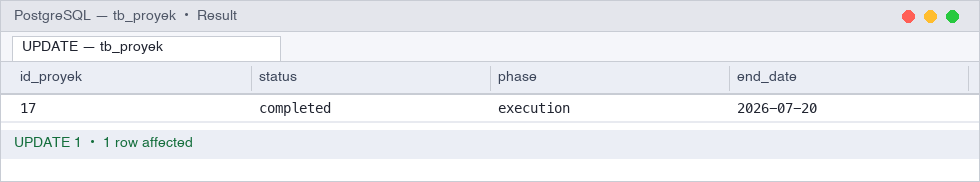 PostgreSQL — tb_proyek • Result
UPDATE — tb_proyek
id_proyek status phase end_date
17 completed execution 2026-07-20
UPDATE 1 • 1 row affected